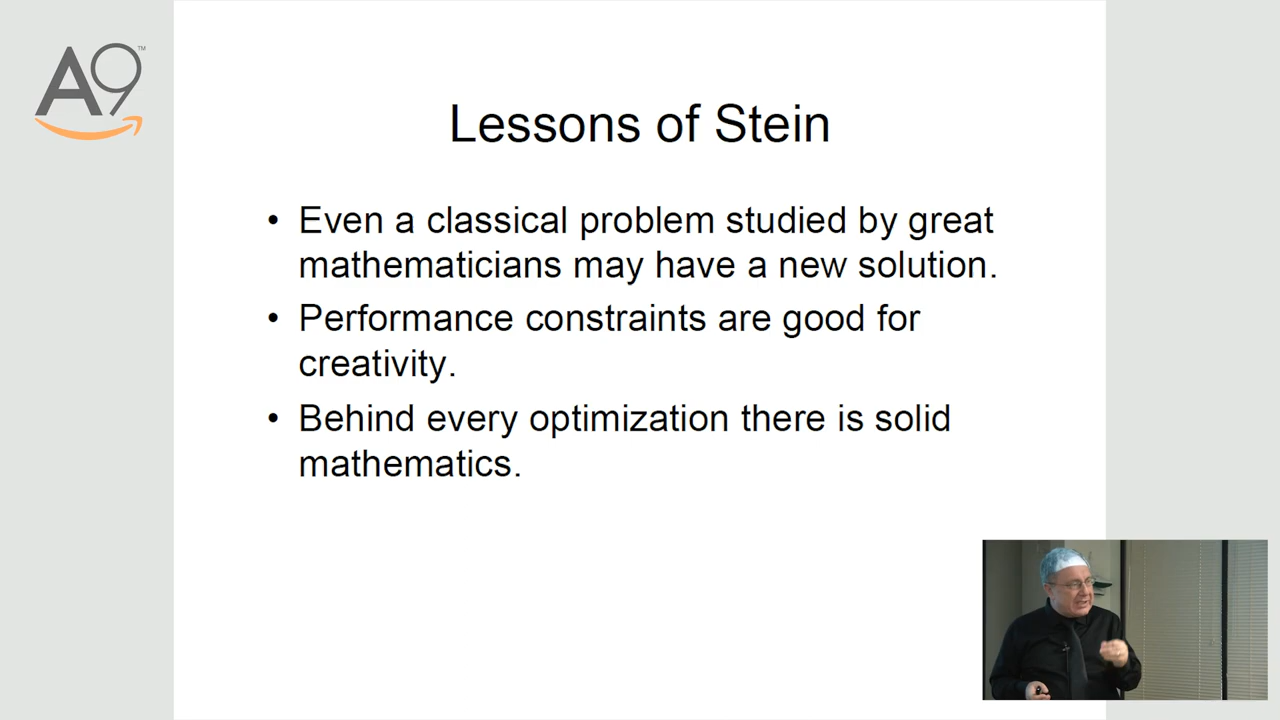 A9™
Lessons of Stein
• Even a classical problem studied by great
mathematicians may have a new solution.
• Performance constraints are good for
creativity.
• Behind every optimization there is solid
mathematics.